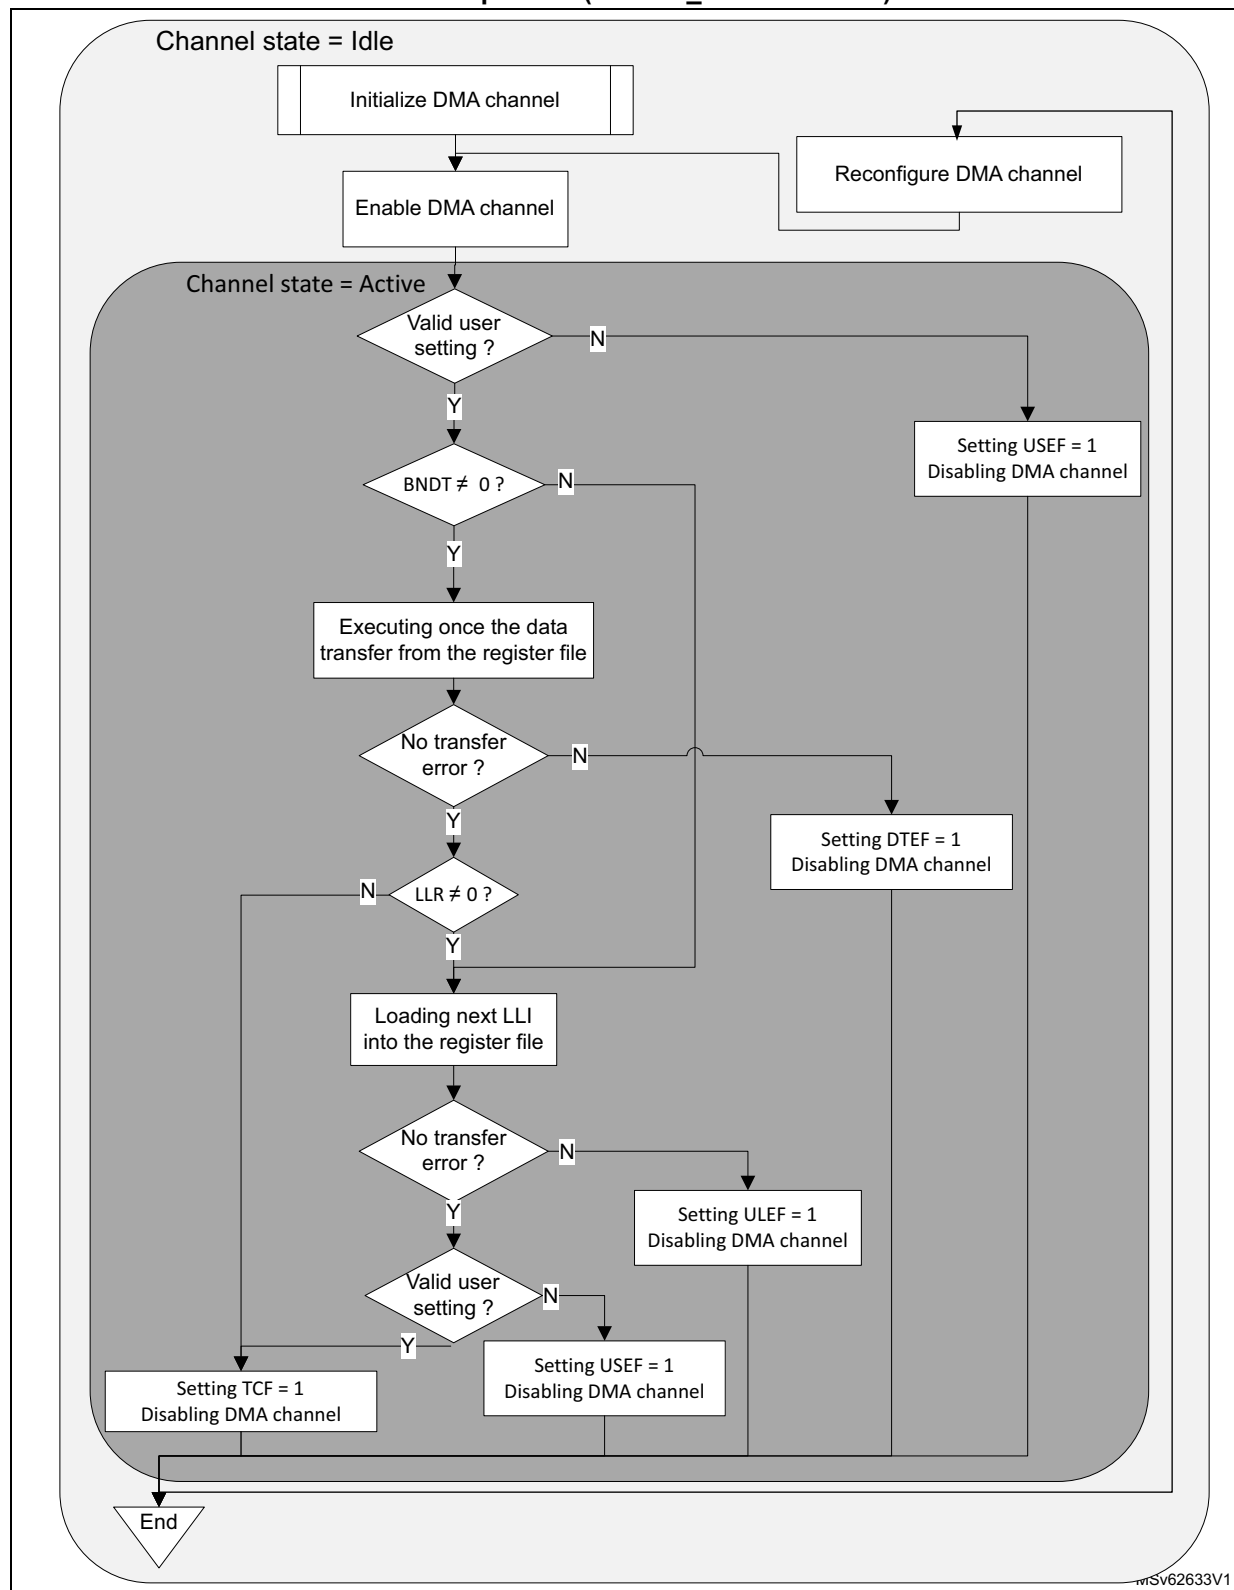 Channel state = Idle
Initialize DMA channel
Reconfigure DMA channel
Enable DMA channel
Channel state = Active
Valid user
setting ?
N
Y
Setting USEF = 1
Disabling DMA channel
BNDT ≠ 0 ?
N
Y
Executing once the data
transfer from the register file
No transfer
error ?
N
Y
Setting DTEF = 1
Disabling DMA channel
LLR ≠ 0 ?
N
Y
Loading next LLI
into the register file
No transfer
error ?
N
Y
Setting ULEF = 1
Disabling DMA channel
Valid user
setting ?
N
Y
Setting USEF = 1
Disabling DMA channel
Setting TCF = 1
Disabling DMA channel
End
MSv62633V1